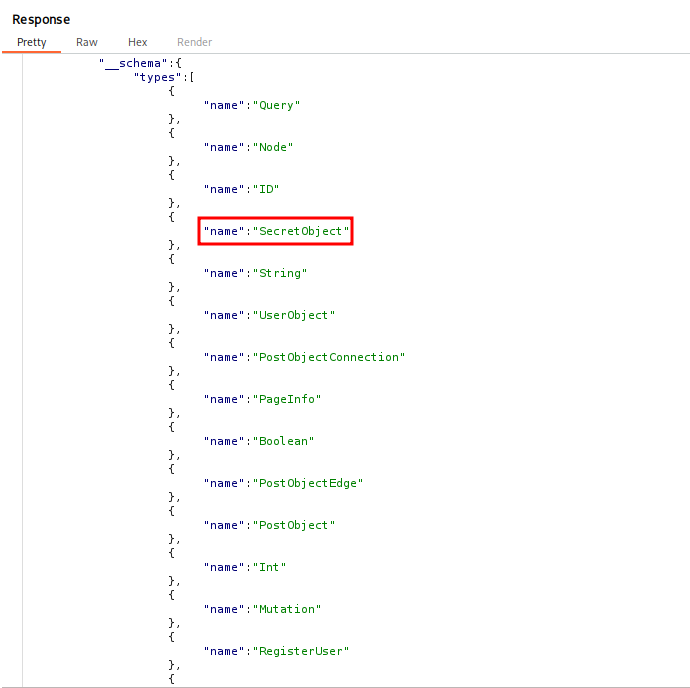 Response
Pretty Raw Hex Render
"__schema":{
"types":[
{
"name":"Query"
},
{
"name":"Node"
},
{
"name":"ID"
},
{
"name":"SecretObject"
},
{
"name":"String"
},
{
"name":"UserObject"
},
{
"name":"PostObjectConnection"
},
{
"name":"PageInfo"
},
{
"name":"Boolean"
},
{
"name":"PostObjectEdge"
},
{
"name":"PostObject"
},
{
"name":"Int"
},
{
"name":"Mutation"
},
{
"name":"RegisterUser"
},
{